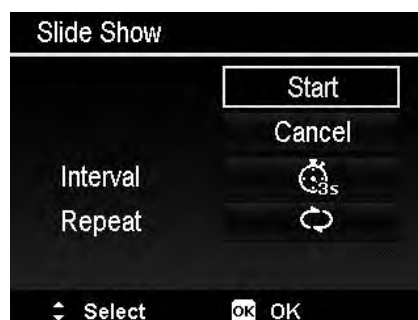 Slide Show
Start
Cancel
Interval 3s
Repeat
Select OK OK